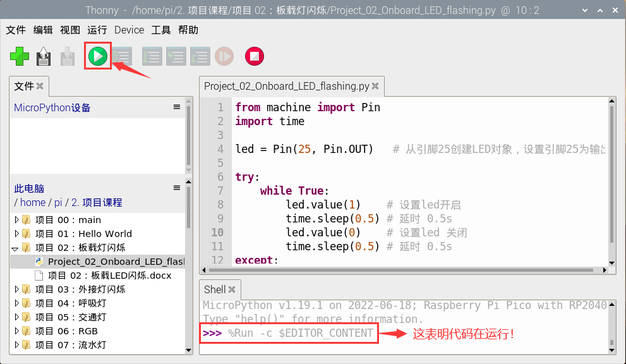 Thonny - /home/pi/2. 项目课程/项目 02：板载灯闪烁/Project_02_Onboard_LED_flashing.py @ 10 : 2
文件 编辑 视图 运行 Device 工具 帮助
文件
MicroPython设备
此电脑
/ home / pi / 2. 项目课程
项目 00：main
项目 01：Hello World
项目 02：板载灯闪烁
Project_02_Onboard_LED_flash
项目 02：板载LED闪烁.docx
项目 03：外接灯闪烁
项目 04：呼吸灯
项目 05：交通灯
项目 06：RGB
项目 07：流水灯
Project_02_Onboard_LED_flashing.py
1 from machine import Pin
2 import time
3
4 led = Pin(25, Pin.OUT) # 从引脚25创建LED对象，设置引脚25为输出
5
6 try:
7 while True:
8 led.value(1) # 设置led开启
9 time.sleep(0.5) # 延时 0.5s
10 led.value(0) # 设置led 关闭
11 time.sleep(0.5) # 延时 0.5s
12 except:
Shell
MicroPython v1.19.1 on 2022-06-18; Raspberry Pi Pico with RP2040
Type "help()" for more information.
>>> %Run -c $EDITOR_CONTENT
这表明代码在运行！